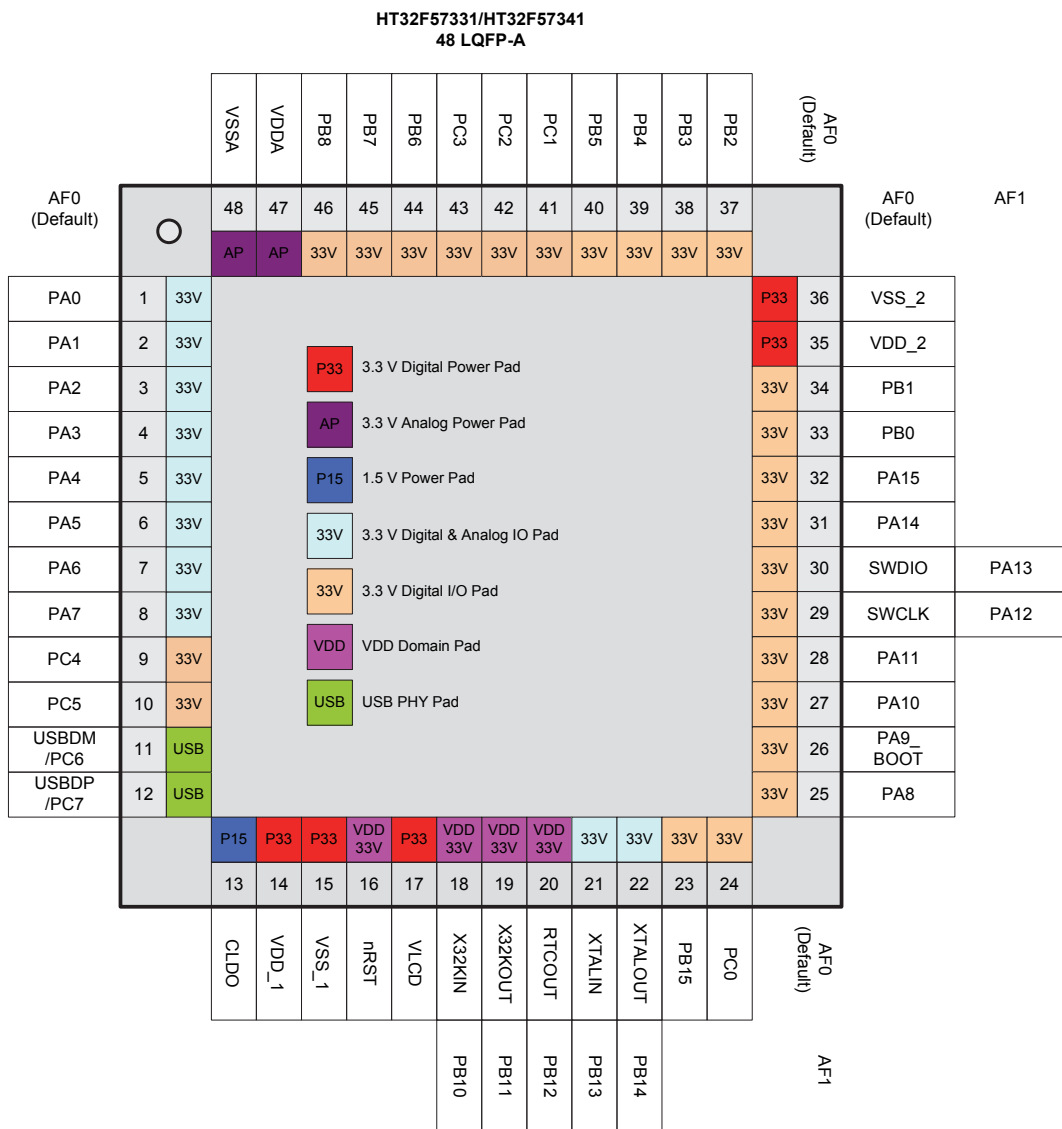 HT32F57331/HT32F57341
48 LQFP-A
VSSA VDDA PB8 PB7 PB6 PC3 PC2 PC1 PB5 PB4 PB3 PB2 AF0 (Default)
AF0
(Default)
48 47 46 45 44 43 42 41 40 39 38 37
AF0
(Default)
AF1
AP AP 33V 33V 33V 33V 33V 33V 33V 33V 33V 33V
PA0 1 33V P33 36 VSS_2
PA1 2 33V P33 35 VDD_2
P33 3.3 V Digital Power Pad
PA2 3 33V 33V 34 PB1
AP 3.3 V Analog Power Pad
PA3 4 33V 33V 33 PB0
PA4 5 33V P15 1.5 V Power Pad 33V 32 PA15
PA5 6 33V 33V 3.3 V Digital & Analog IO Pad 33V 31 PA14
PA6 7 33V 33V 30 SWDIO PA13
33V 3.3 V Digital I/O Pad
PA7 8 33V 33V 29 SWCLK PA12
PC4 9 33V VDD VDD Domain Pad 33V 28 PA11
PC5 10 33V USB USB PHY Pad 33V 27 PA10
USBDM
/PC6 11 USB 33V 26 PA9_
BOOT
USBDP
/PC7 12 USB 33V 25 PA8
P15 P33 P33 VDD 33V P33 VDD 33V VDD 33V VDD 33V 33V 33V 33V 33V
13 14 15 16 17 18 19 20 21 22 23 24
CLDO VDD_1 VSS_1 nRST VLCD X32KIN X32KOUT RTCOUT XTALIN XTALOUT PB15 PC0 AF0 (Default)
PB10 PB11 PB12 PB13 PB14 AF1